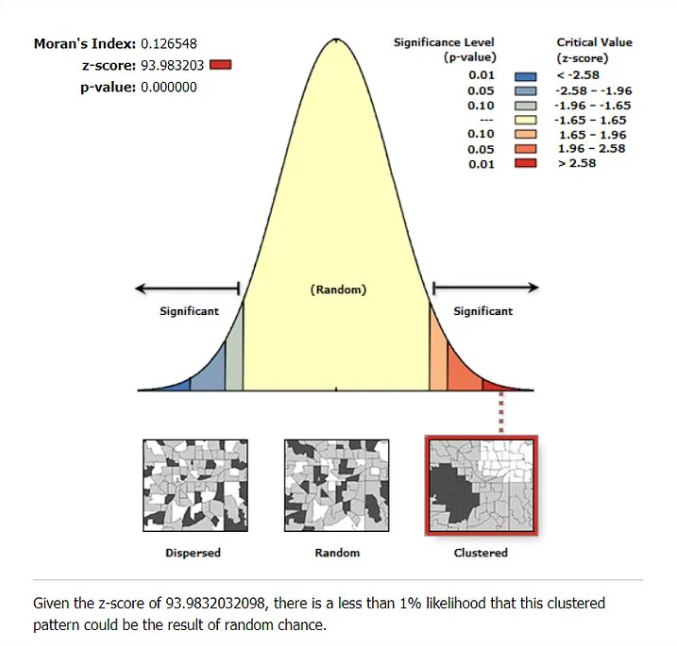 Moran's Index: 0.126548
z-score: 93.983203
p-value: 0.000000
Significance Level
(p-value)
Critical Value
(z-score)
0.01 < -2.58
0.05 -2.58 – -1.96
0.10 -1.96 – -1.65
--- -1.65 – 1.65
0.10 1.65 – 1.96
0.05 1.96 – 2.58
0.01 > 2.58
(Random)
Significant
Significant
Dispersed
Random
Clustered
Given the z-score of 93.9832032098, there is a less than 1% likelihood that this clustered
pattern could be the result of random chance.